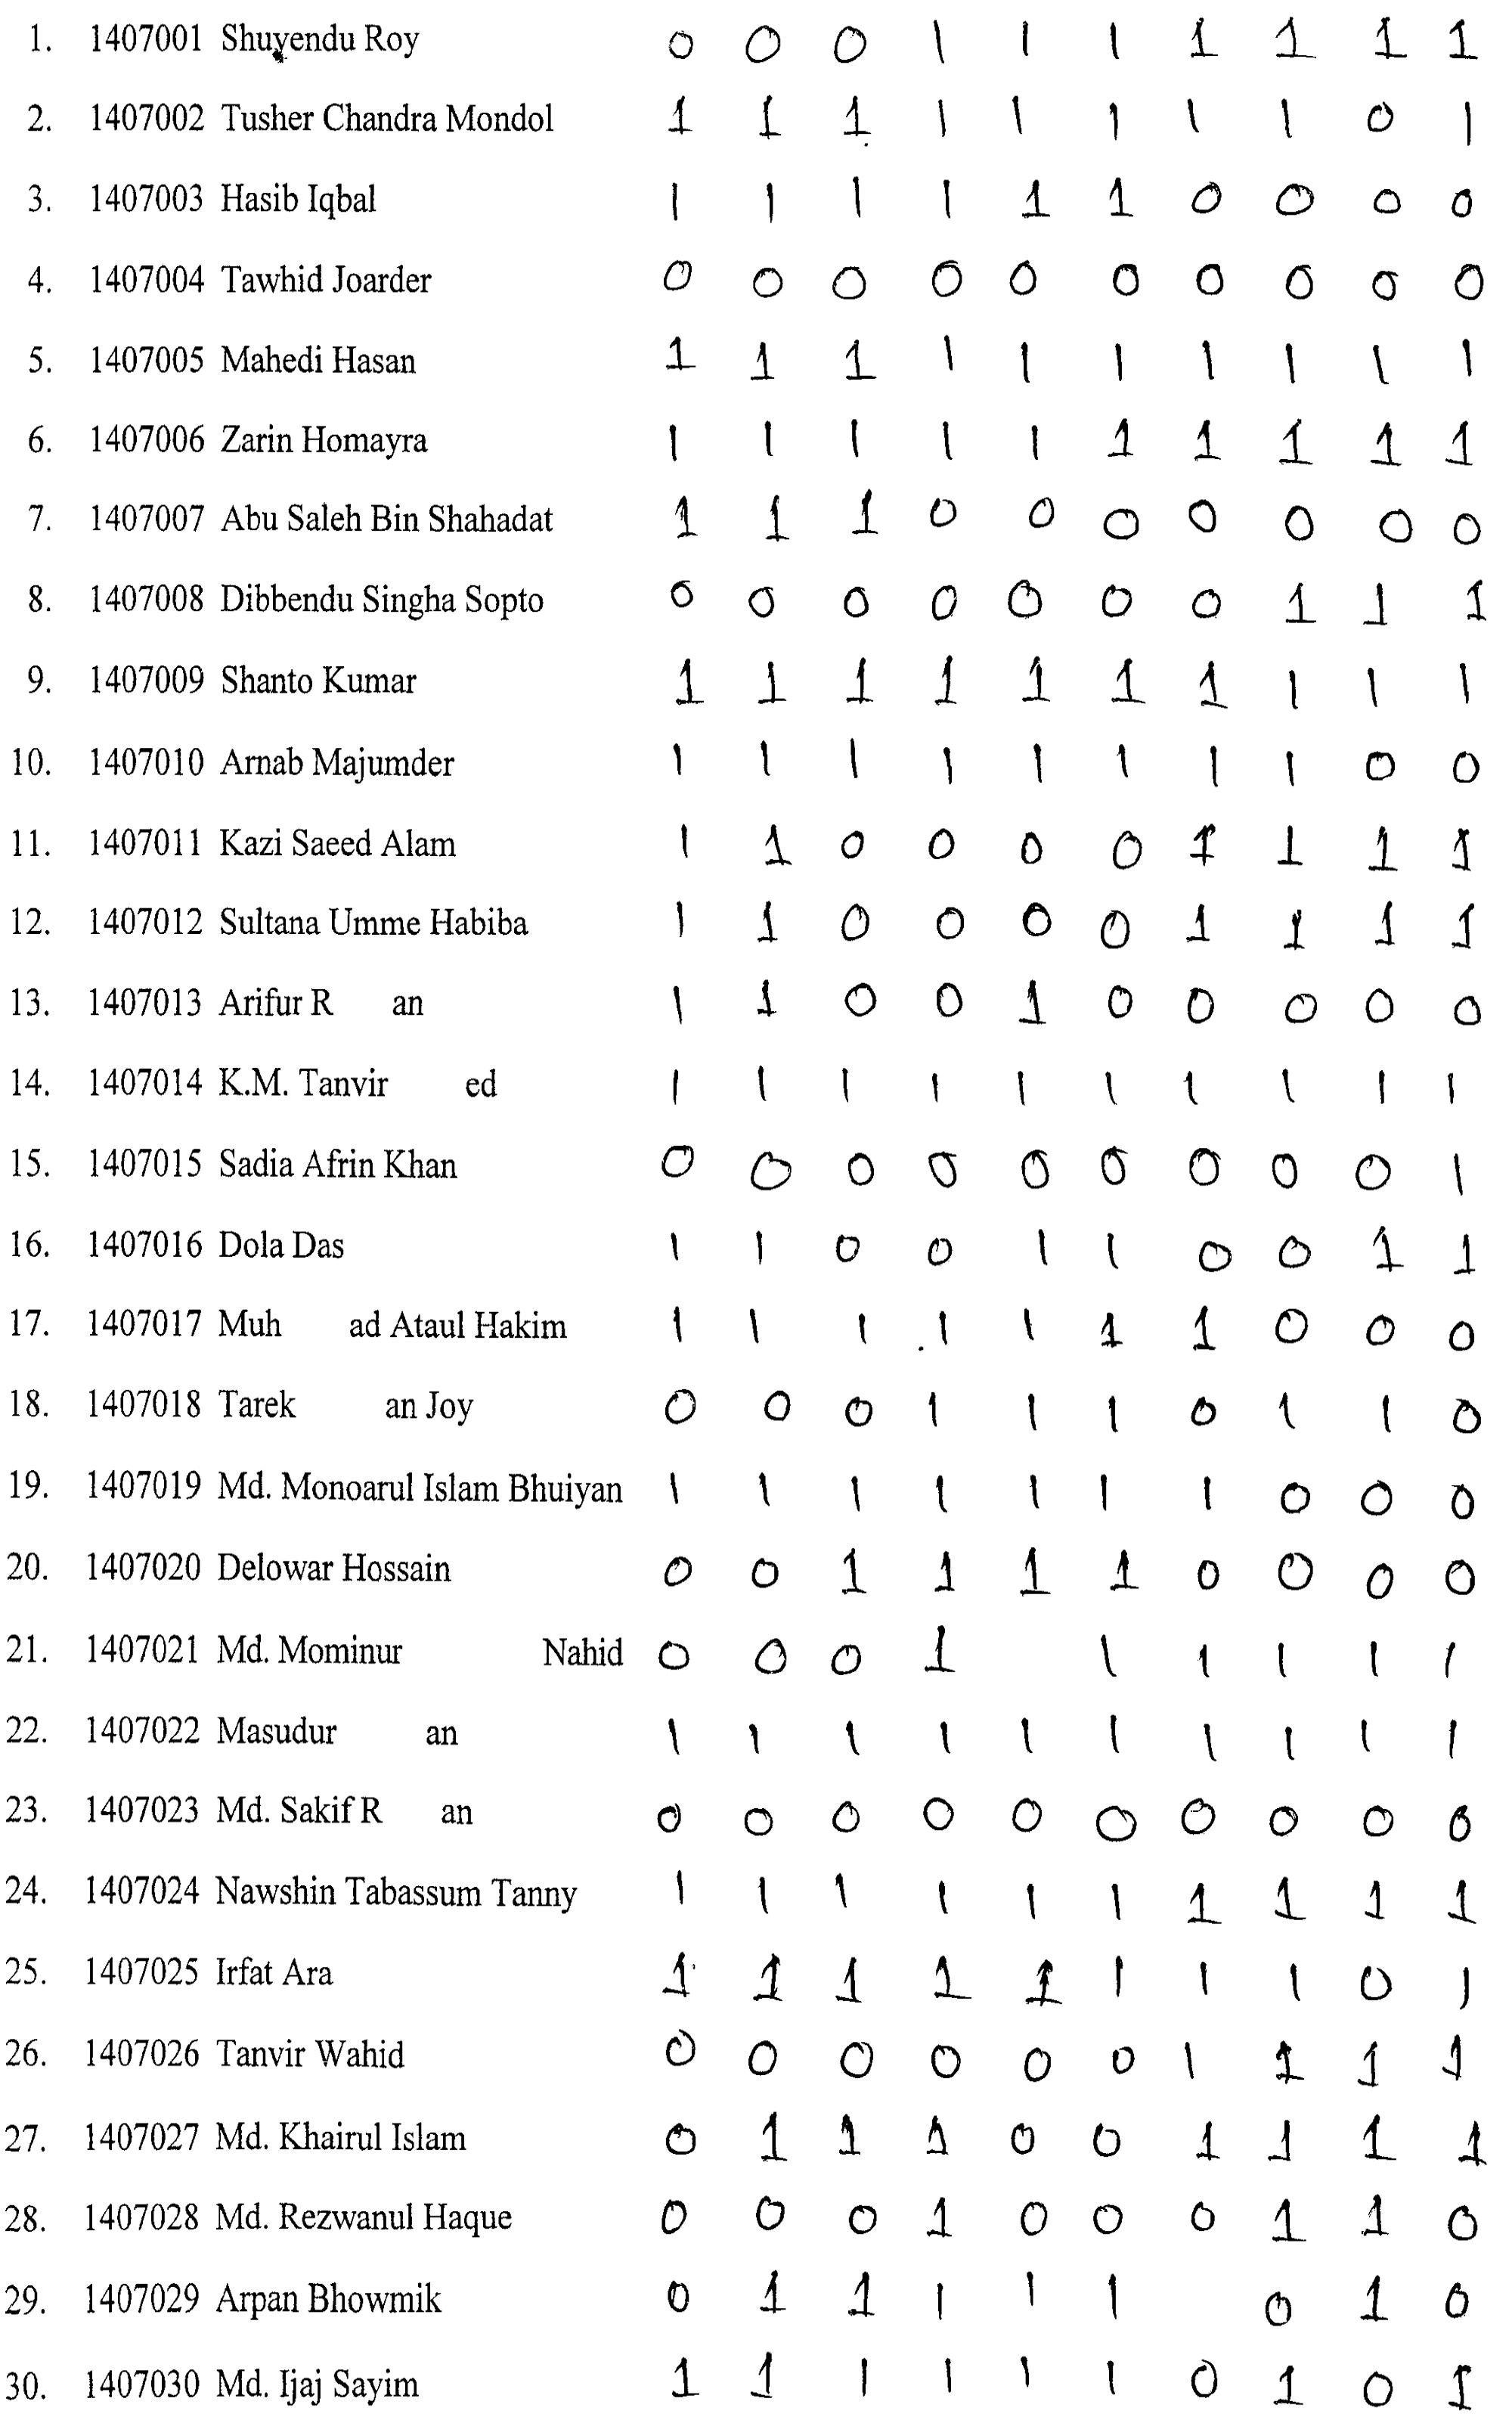 1. 1407001 Shuyendu Roy 0 0 0 1 1 1 1 1 1 1
2. 1407002 Tusher Chandra Mondol 1 1 1 1 1 1 1 1 0 1
3. 1407003 Hasib Iqbal 1 1 1 1 1 1 0 0 0 0
4. 1407004 Tawhid Joarder 0 0 0 0 0 0 0 0 0 0
5. 1407005 Mahedi Hasan 1 1 1 1 1 1 1 1 1 1
6. 1407006 Zarin Homayra 1 1 1 1 1 1 1 1 1 1
7. 1407007 Abu Saleh Bin Shahadat 1 1 1 0 0 0 0 0 0 0
8. 1407008 Dibbendu Singha Sopto 0 0 0 0 0 0 0 1 1 1
9. 1407009 Shanto Kumar 1 1 1 1 1 1 1 1 1 1
10. 1407010 Arnab Majumder 1 1 1 1 1 1 1 1 0 0
11. 1407011 Kazi Saeed Alam 1 1 0 0 0 0 1 1 1 1
12. 1407012 Sultana Umme Habiba 1 1 0 0 0 0 1 1 1 1
13. 1407013 Arifur R an 1 1 0 0 1 0 0 0 0 0
14. 1407014 K.M. Tanvir ed 1 1 1 1 1 1 1 1 1 1
15. 1407015 Sadia Afrin Khan 0 0 0 0 0 0 0 0 0 1
16. 1407016 Dola Das 1 1 0 0 1 1 0 0 1 1
17. 1407017 Muh ad Ataul Hakim 1 1 1 1 1 1 1 0 0 0
18. 1407018 Tarek an Joy 0 0 0 1 1 1 0 1 1 0
19. 1407019 Md. Monoarul Islam Bhuiyan 1 1 1 1 1 1 1 0 0 0
20. 1407020 Delowar Hossain 0 0 1 1 1 1 0 0 0 0
21. 1407021 Md. Mominur Nahid 0 0 0 1 1 1 1 1 1
22. 1407022 Masudur an 1 1 1 1 1 1 1 1 1 1
23. 1407023 Md. Sakif R an 0 0 0 0 0 0 0 0 0 0
24. 1407024 Nawshin Tabassum Tanny 1 1 1 1 1 1 1 1 1 1
25. 1407025 Irfat Ara 1 1 1 1 1 1 1 1 0 1
26. 1407026 Tanvir Wahid 0 0 0 0 0 0 1 1 1 1
27. 1407027 Md. Khairul Islam 0 1 1 1 0 0 1 1 1 1
28. 1407028 Md. Rezwanul Haque 0 0 0 1 0 0 0 1 1 0
29. 1407029 Arpan Bhowmik 0 1 1 1 1 1 0 1 0
30. 1407030 Md. Ijaj Sayim 1 1 1 1 1 1 0 1 0 1